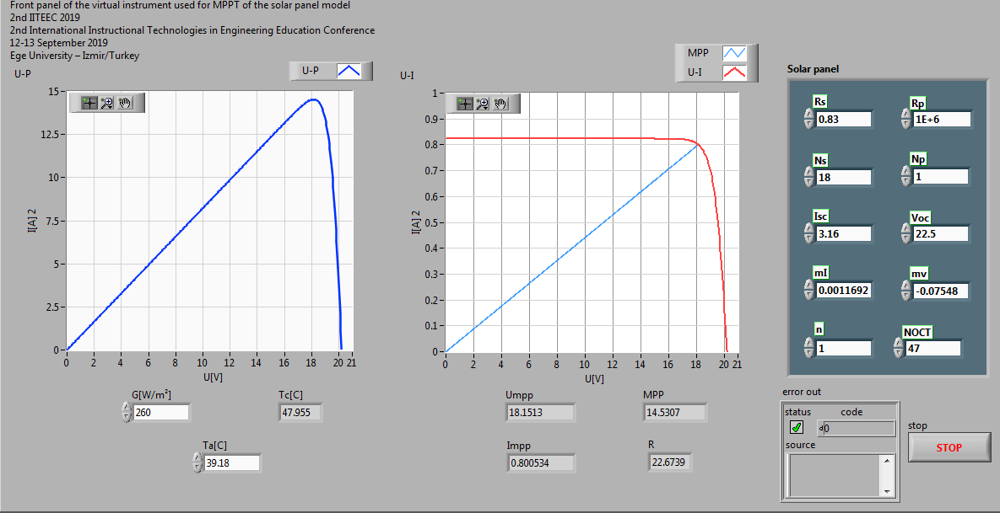 Front panel of the virtual instrument used for MPPT of the solar panel model
2nd IITEEC 2019
2nd International Instructional Technologies in Engineering Education Conference
12-13 September 2019
Ege University – Izmir/Turkey
U-P
U-P
15
12.5
10
7.5
5
2.5
0
I[A] 2
0 2 4 6 8 10 12 14 16 18 20 21
U[V]
U-I
MPP
U-I
1
0.9
0.8
0.7
0.6
0.5
0.4
0.3
0.2
0.1
0
I[A] 2
0 2 4 6 8 10 12 14 16 18 20 21
U[V]
G[W/m²]
260
Tc[C]
47.955
Ta[C]
39.18
Umpp
18.1513
MPP
14.5307
Impp
0.800534
R
22.6739
Solar panel
Rs
0.83
Rp
1E+6
Ns
18
Np
1
Isc
3.16
Voc
22.5
mI
0.0011692
mv
-0.07548
n
1
NOCT
47
error out
status
code
d0
source
stop
STOP